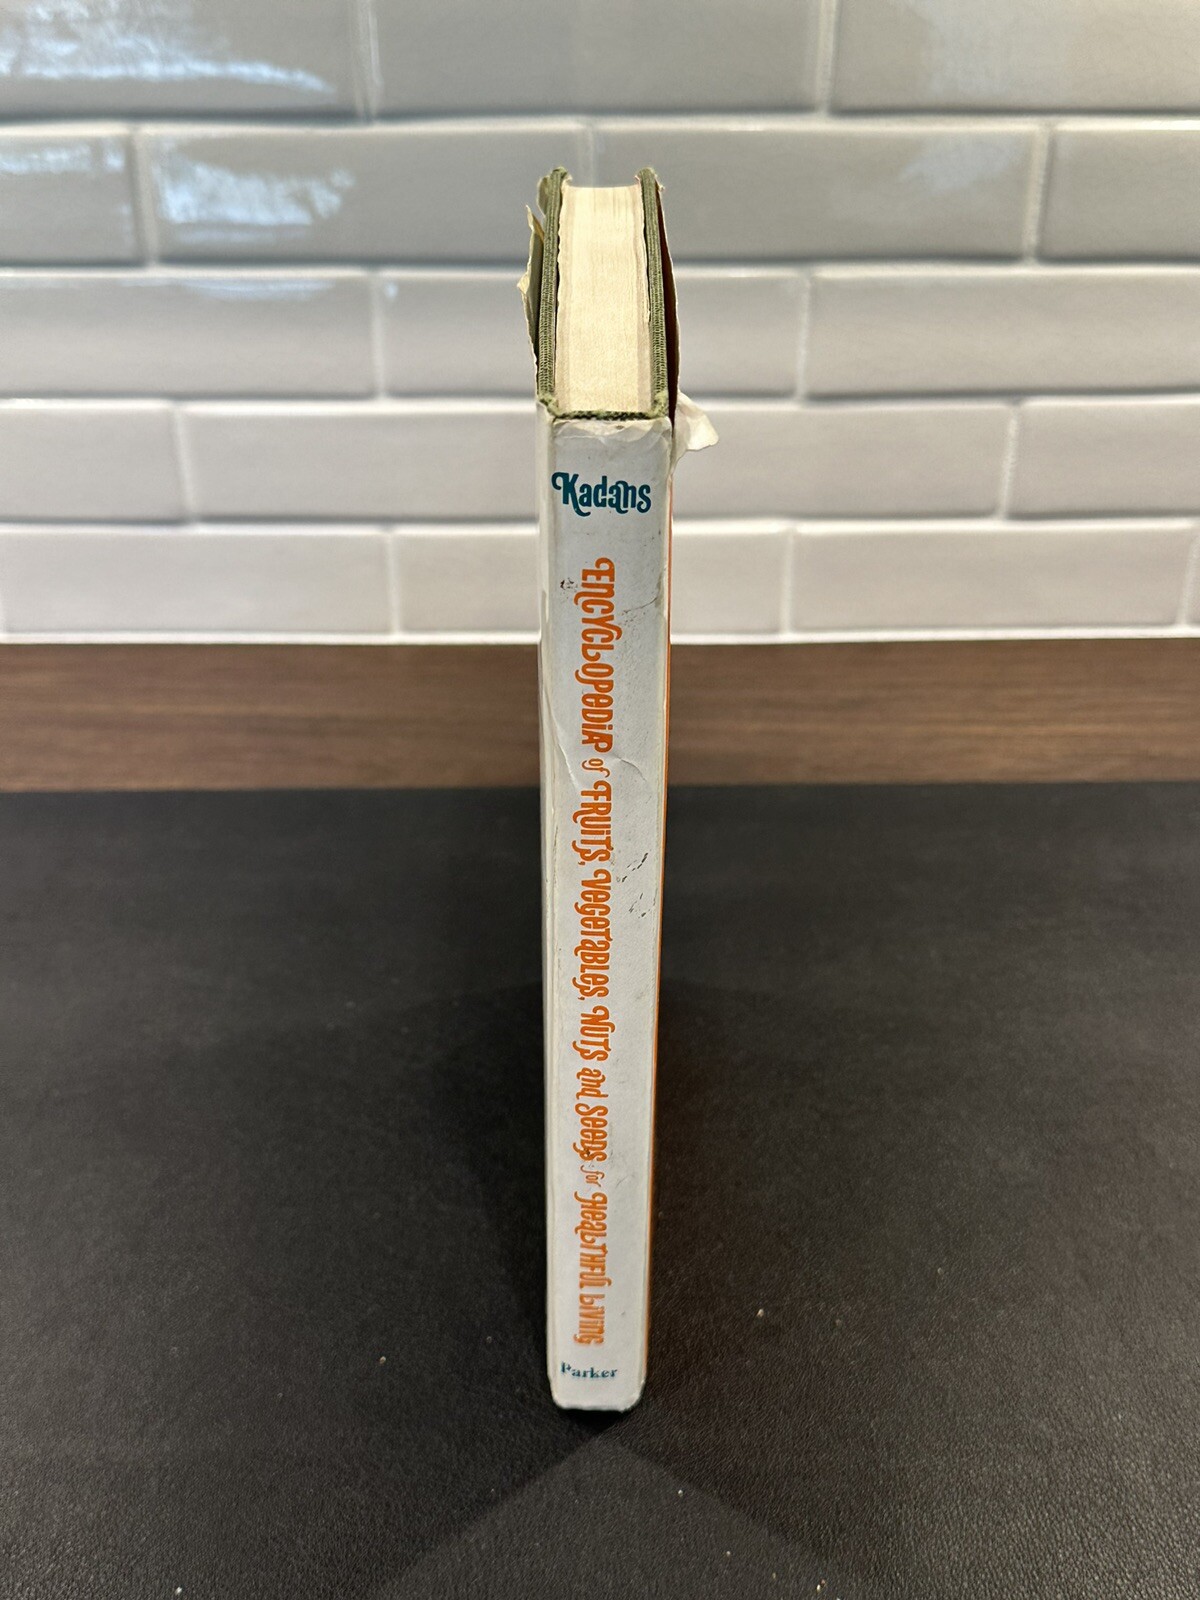 Kadans
Encyclopedia of Fruits, Vegetables, Nuts and Seeds for Healthful Living
Parker